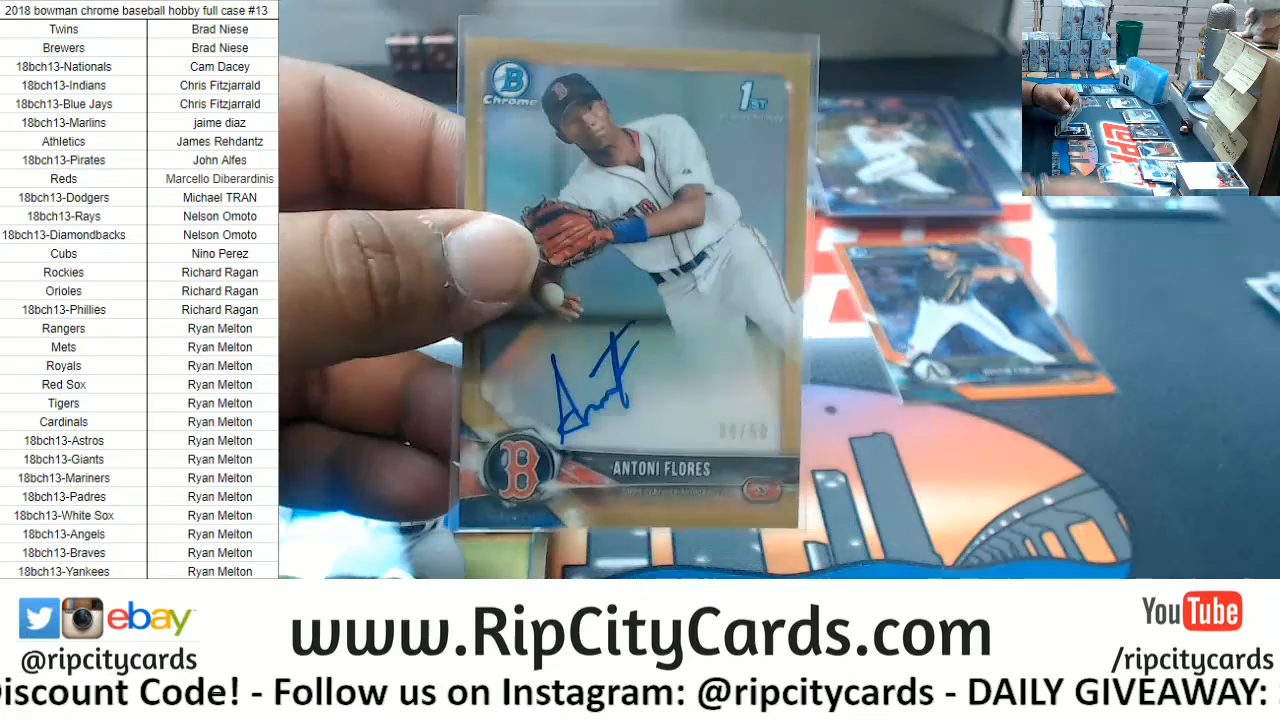 2018 bowman chrome baseball hobby full case #13
Twins Brad Niese
Brewers Brad Niese
18bch13-Nationals Cam Dacey
18bch13-Indians Chris Fitzjarrald
18bch13-Blue Jays Chris Fitzjarrald
18bch13-Marlins jaime diaz
Athletics James Rehdantz
18bch13-Pirates John Alfes
Reds Marcello Diberardinis
18bch13-Dodgers Michael TRAN
18bch13-Rays Nelson Omoto
18bch13-Diamondbacks Nelson Omoto
Cubs Nino Perez
Rockies Richard Ragan
Orioles Richard Ragan
18bch13-Phillies Richard Ragan
Rangers Ryan Melton
Mets Ryan Melton
Royals Ryan Melton
Red Sox Ryan Melton
Tigers Ryan Melton
Cardinals Ryan Melton
18bch13-Astros Ryan Melton
18bch13-Giants Ryan Melton
18bch13-Mariners Ryan Melton
18bch13-Padres Ryan Melton
18bch13-White Sox Ryan Melton
18bch13-Angels Ryan Melton
18bch13-Braves Ryan Melton
18bch13-Yankees Ryan Melton
B
Chrome
1ST
B
ANTONI FLORES
SS
ebay
@ripcitycards
www.RipCityCards.com
YouTube
/ripcitycards
Discount Code! - Follow us on Instagram: @ripcitycards - DAILY GIVEAWAY: